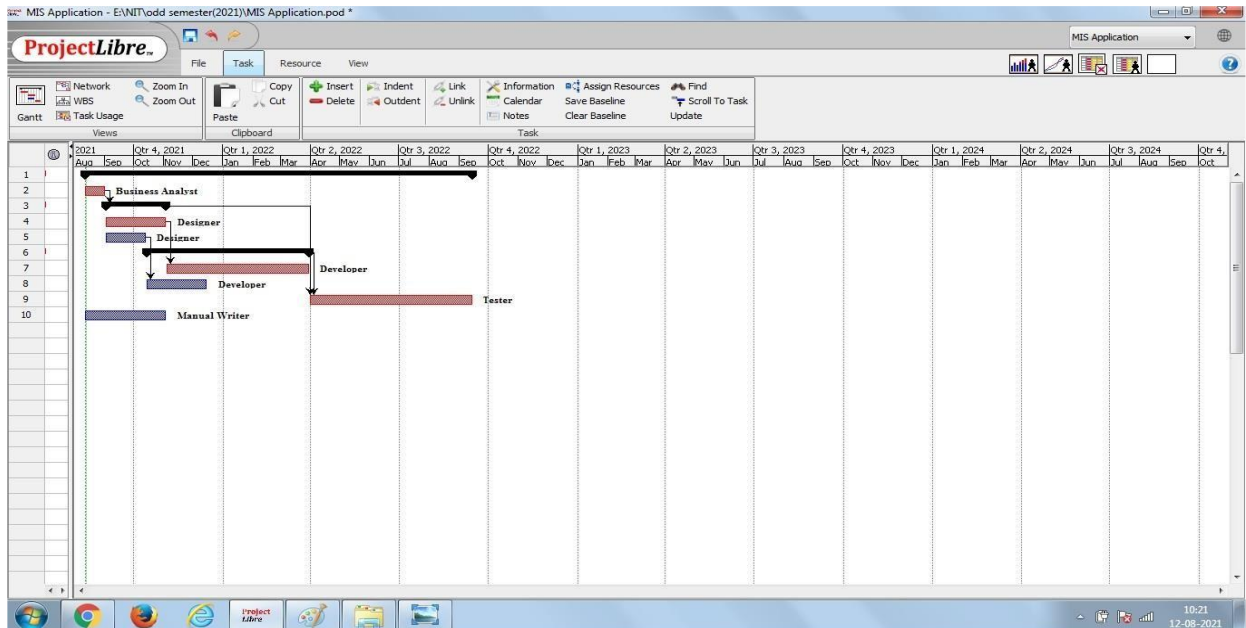 MIS Application - E:\NIT\odd semester(2021)\MIS Application.pod *
ProjectLibre™
MIS Application
File Task Resource View
Network Zoom In Copy Insert Indent Link Information Assign Resources Find
WBS Zoom Out Cut Delete Outdent Unlink Calendar Save Baseline Scroll To Task
Gantt Task Usage Paste Notes Clear Baseline Update
Views Clipboard Task
2021 Qtr 4, 2021 Qtr 1, 2022 Qtr 2, 2022 Qtr 3, 2022 Qtr 4, 2022 Qtr 1, 2023 Qtr 2, 2023 Qtr 3, 2023 Qtr 4, 2023 Qtr 1, 2024 Qtr 2, 2024 Qtr 3, 2024 Qtr 4,
Aug Sep Oct Nov Dec Jan Feb Mar Apr May Jun Jul Aug Sep Oct Nov Dec Jan Feb Mar Apr May Jun Jul Aug Sep Oct Nov Dec Jan Feb Mar Apr May Jun Jul Aug Sep Oct
1
2 Business Analyst
3
4 Designer
5 Designer
6
7 Developer
8 Developer
9 Tester
10 Manual Writer
Project Libre
10:21
12-08-2021